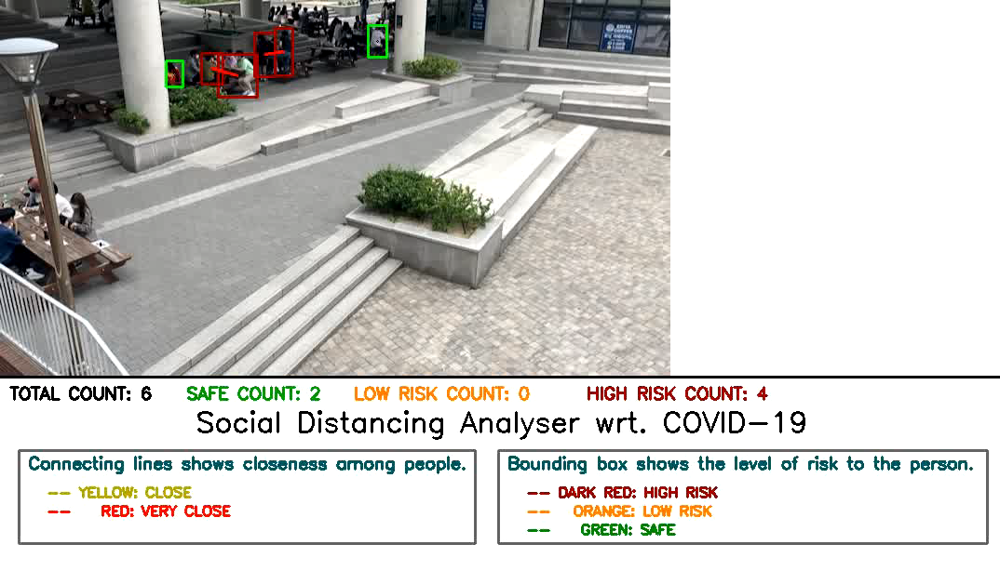 TOTAL COUNT: 6 SAFE COUNT: 2 LOW RISK COUNT: 0 HIGH RISK COUNT: 4
Social Distancing Analyser wrt. COVID-19
Connecting lines shows closeness among people.
-- YELLOW: CLOSE
-- RED: VERY CLOSE
Bounding box shows the level of risk to the person.
-- DARK RED: HIGH RISK
-- ORANGE: LOW RISK
-- GREEN: SAFE